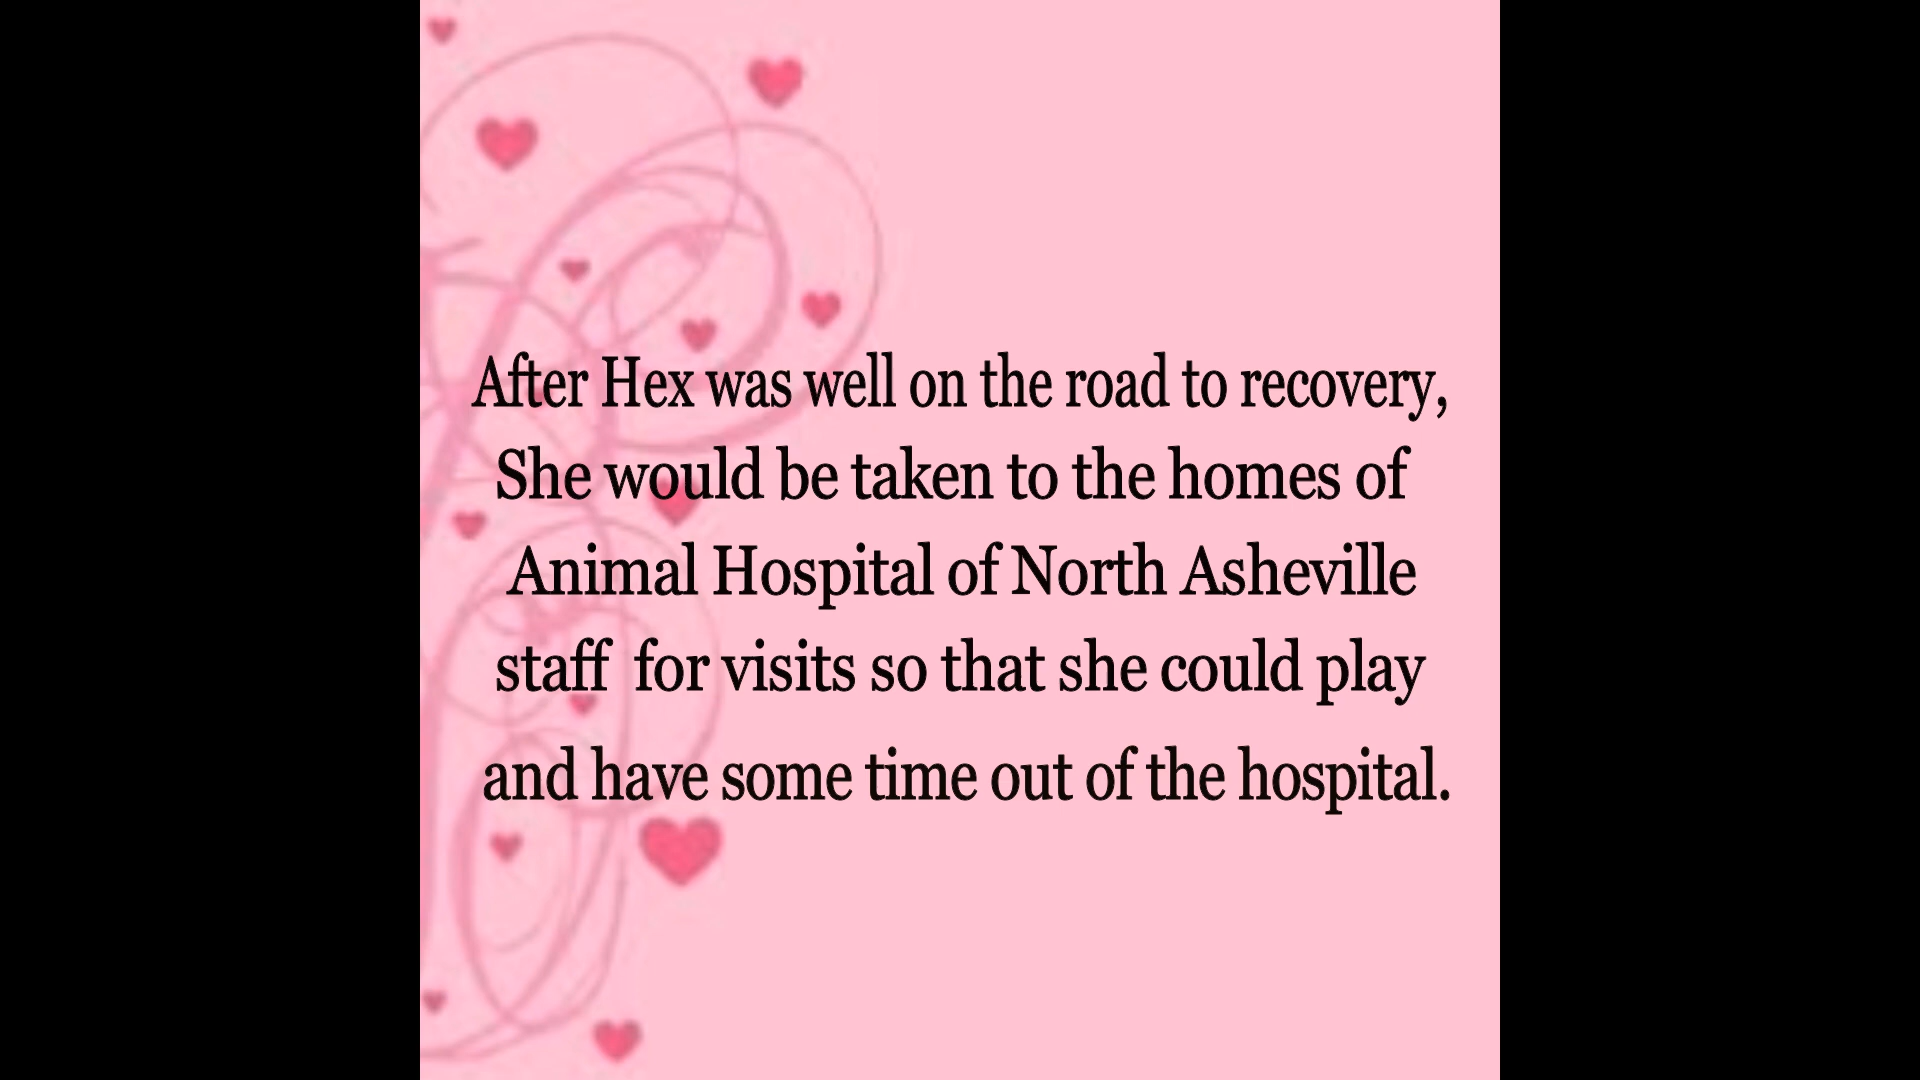 After Hex was well on the road to recovery,
She would be taken to the homes of
Animal Hospital of North Asheville
staff  for visits so that she could play
and have some time out of the hospital.